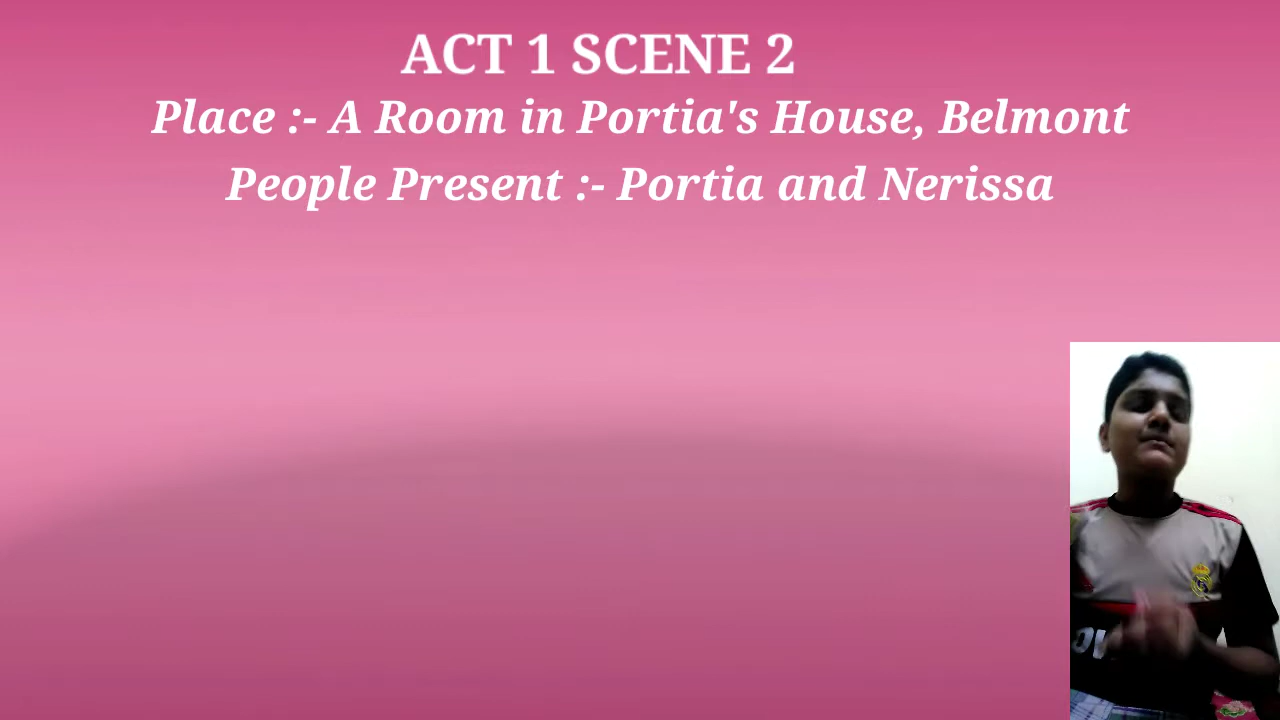 ACT 1 SCENE 2
Place :- A Room in Portia's House, Belmont
People Present :- Portia and Nerissa